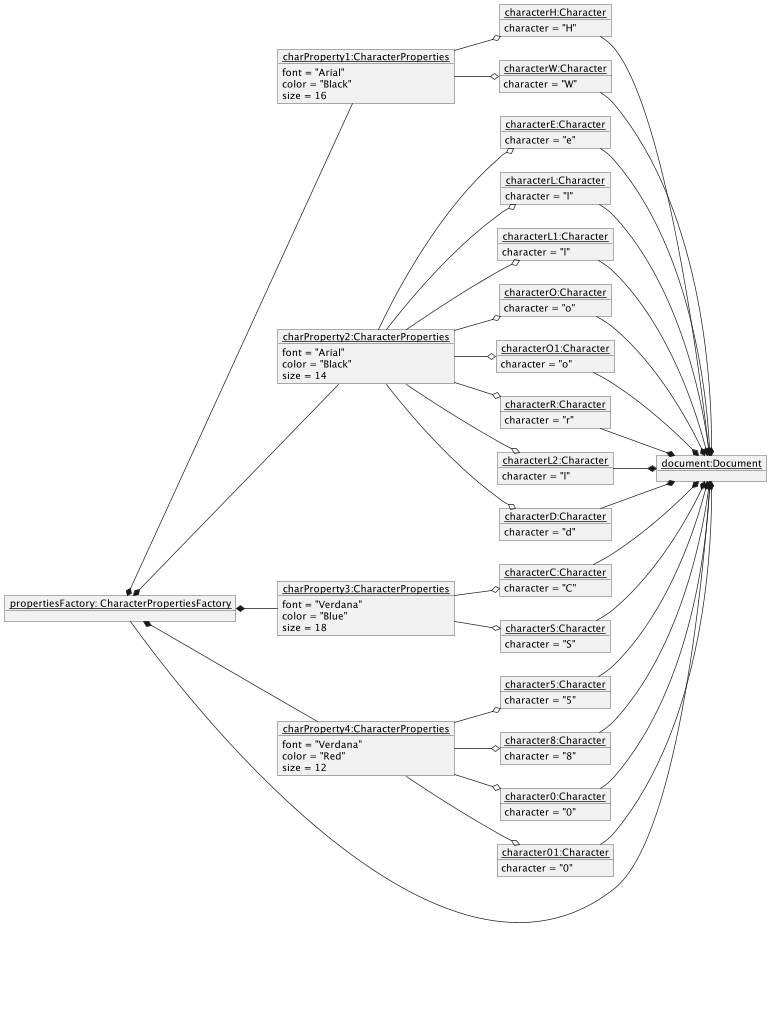 characterH:Character
character = "H"
charProperty1:CharacterProperties
font = "Arial"
color = "Black"
size = 16
characterW:Character
character = "W"
characterE:Character
character = "e"
characterL:Character
character = "l"
characterL1:Character
character = "l"
characterO:Character
character = "o"
charProperty2:CharacterProperties
font = "Arial"
color = "Black"
size = 14
characterO1:Character
character = "o"
characterR:Character
character = "r"
characterL2:Character
character = "l"
document:Document
characterD:Character
character = "d"
characterC:Character
character = "C"
propertiesFactory: CharacterPropertiesFactory
charProperty3:CharacterProperties
font = "Verdana"
color = "Blue"
size = 18
characterS:Character
character = "S"
character5:Character
character = "5"
charProperty4:CharacterProperties
font = "Verdana"
color = "Red"
size = 12
character8:Character
character = "8"
character0:Character
character = "0"
character01:Character
character = "0"